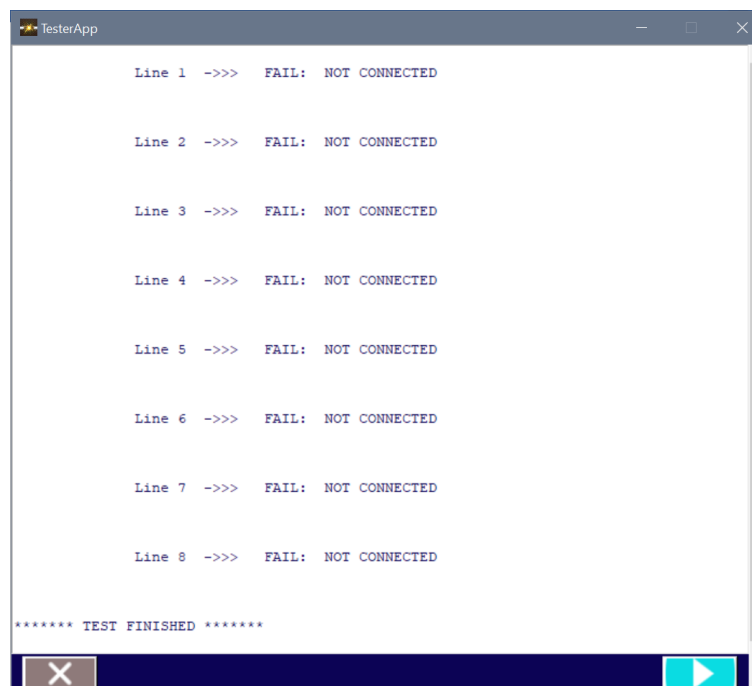 TesterApp
Line 1 ->>> FAIL: NOT CONNECTED
Line 2 ->>> FAIL: NOT CONNECTED
Line 3 ->>> FAIL: NOT CONNECTED
Line 4 ->>> FAIL: NOT CONNECTED
Line 5 ->>> FAIL: NOT CONNECTED
Line 6 ->>> FAIL: NOT CONNECTED
Line 7 ->>> FAIL: NOT CONNECTED
Line 8 ->>> FAIL: NOT CONNECTED
******* TEST FINISHED *******